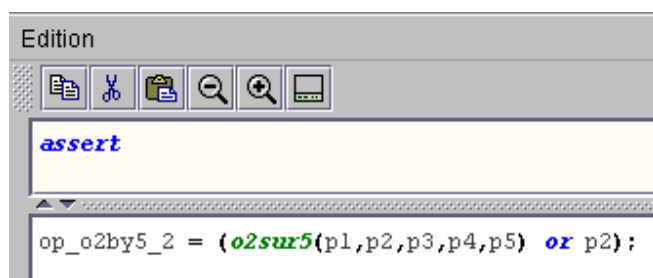 Edition
assert
op_o2by5_2 = (o2sur5(p1,p2,p3,p4,p5) or p2);